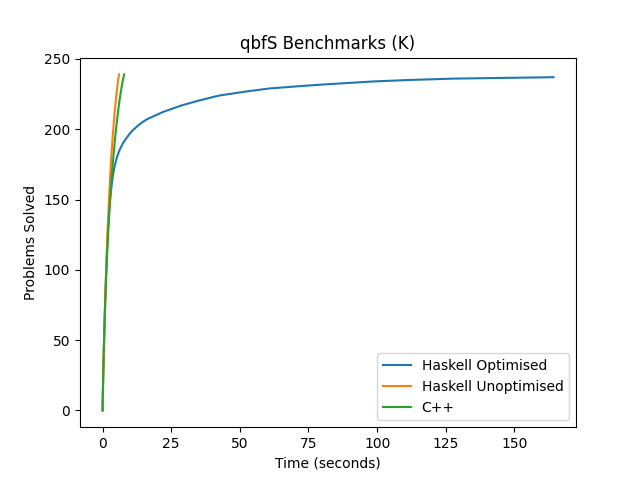 qbfS Benchmarks (K)
250
200
150
100
50
0
Problems Solved
Haskell Optimised
Haskell Unoptimised
C++
0 25 50 75 100 125 150
Time (seconds)